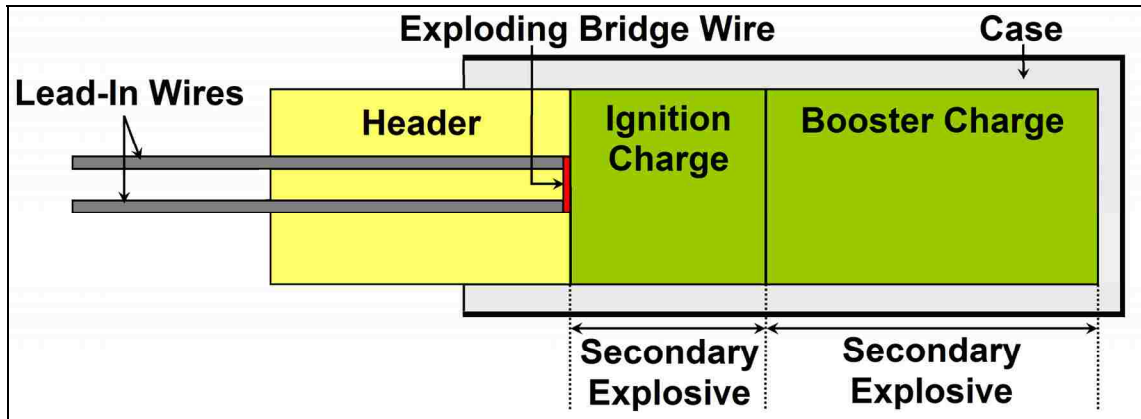 Exploding Bridge Wire
Case
Lead-In Wires
Header
Ignition
Charge
Booster Charge
Secondary
Explosive
Secondary
Explosive